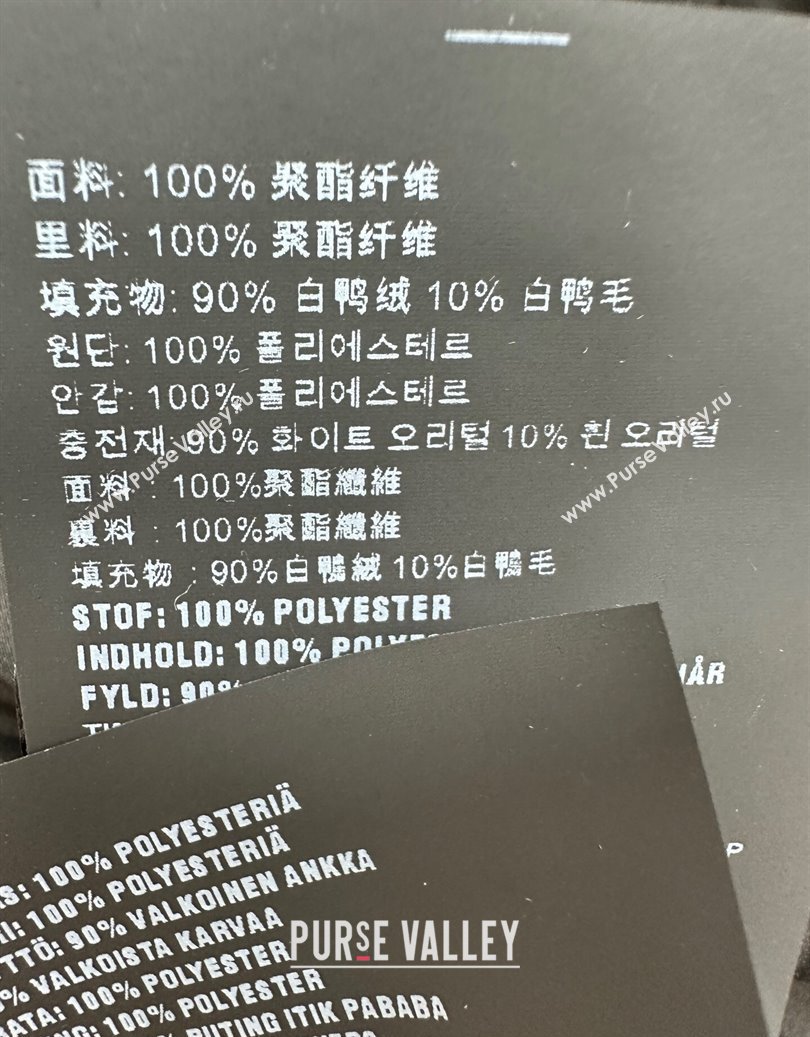 面料: 100% 聚酯纤维
里料: 100% 聚酯纤维
填充物: 90% 白鸭绒 10% 白鸭毛
원단: 100% 폴리에스테르
안감: 100% 폴리에스테르
충전재: 90% 화이트 오리털 10% 흰 오리털
面料 : 100%聚酯纖維
裏料 : 100%聚酯纖維
填充物 : 90%白鴨絨 10%白鴨毛
STOF: 100% POLYESTER
INDHOLD: 100%
FYLD: 90%
www.PurseValley.ru
www.PurseValley.ru
100% POLYESTERIÄ
100% POLYESTERIÄ
90% VALKOINEN ANKKA
VALKOISTA KARVAA
100% POLYESTER
100% POLYESTER
PUTING ITIK PABABA
PURSE VALLEY